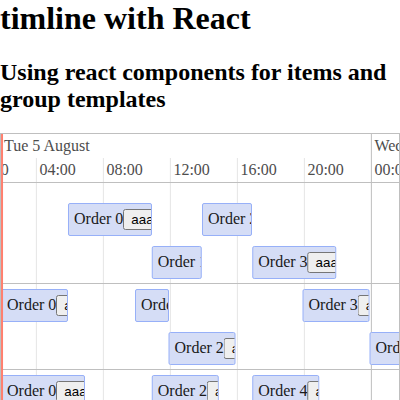 timline with React
Using react components for items and
group templates
Tue 5 August
Wed
0 04:00 08:00 12:00 16:00 20:00 00:0
Order 0 aaa
Order 2
Order
Order 3 aaa
Order 0 a
Orde
Order 3 a
Order 2 a
Ord
Order 0 a
Order 2 a
Order 4 a